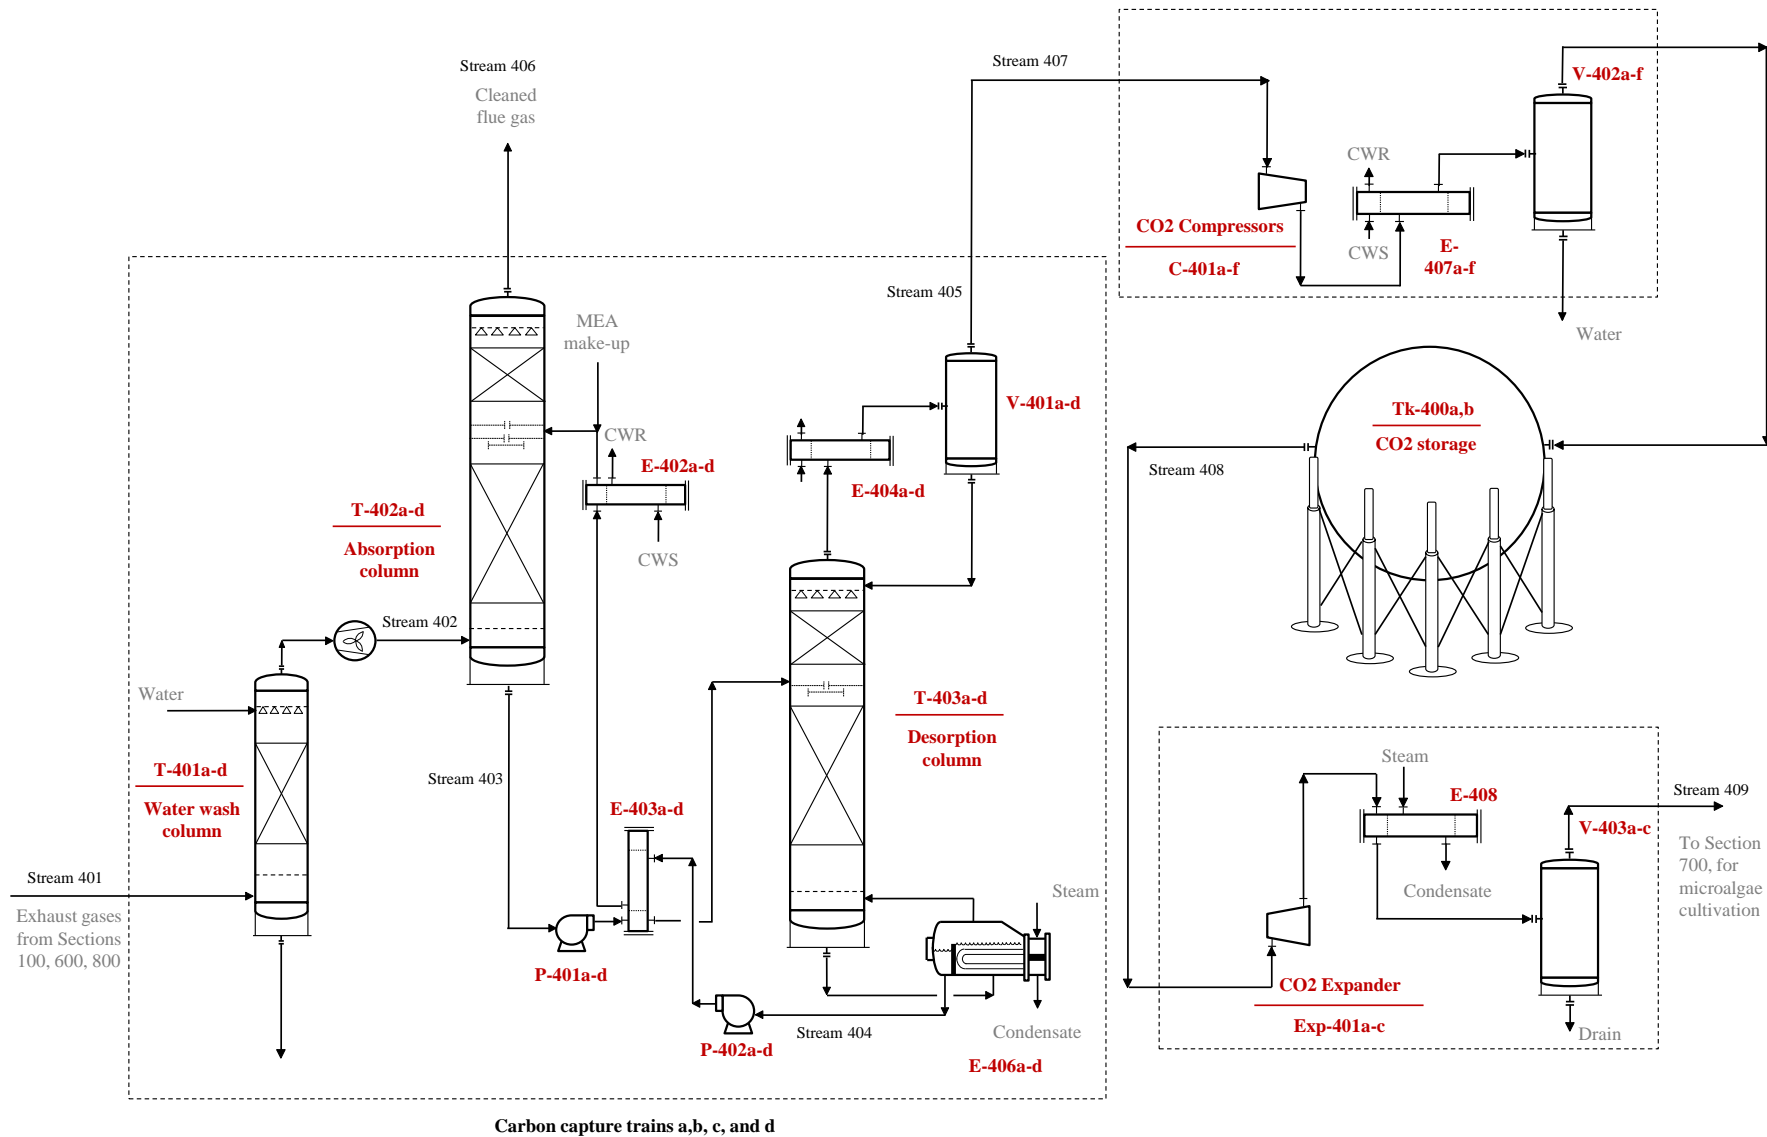 Stream 406
Cleaned
flue gas
Stream 407
V-402a-f
CWR
CO2 Compressors
C-401a-f
CWS
E-
407a-f
Water
Stream 405
MEA
make-up
V-401a-d
Tk-400a,b
CO2 storage
Stream 408
CWR
E-402a-d
E-404a-d
T-402a-d
Absorption
column
CWS
Stream 402
Water
T-401a-d
Water wash
column
Stream 403
T-403a-d
Desorption
column
E-403a-d
Steam
E-408
Stream 409
V-403a-c
To Section
700, for
microalgae
cultivation
Condensate
Stream 401
Exhaust gases
from Sections
100, 600, 800
Steam
P-401a-d
CO2 Expander
Exp-401a-c
Drain
Stream 404
Condensate
P-402a-d
E-406a-d
Carbon capture trains a,b, c, and d